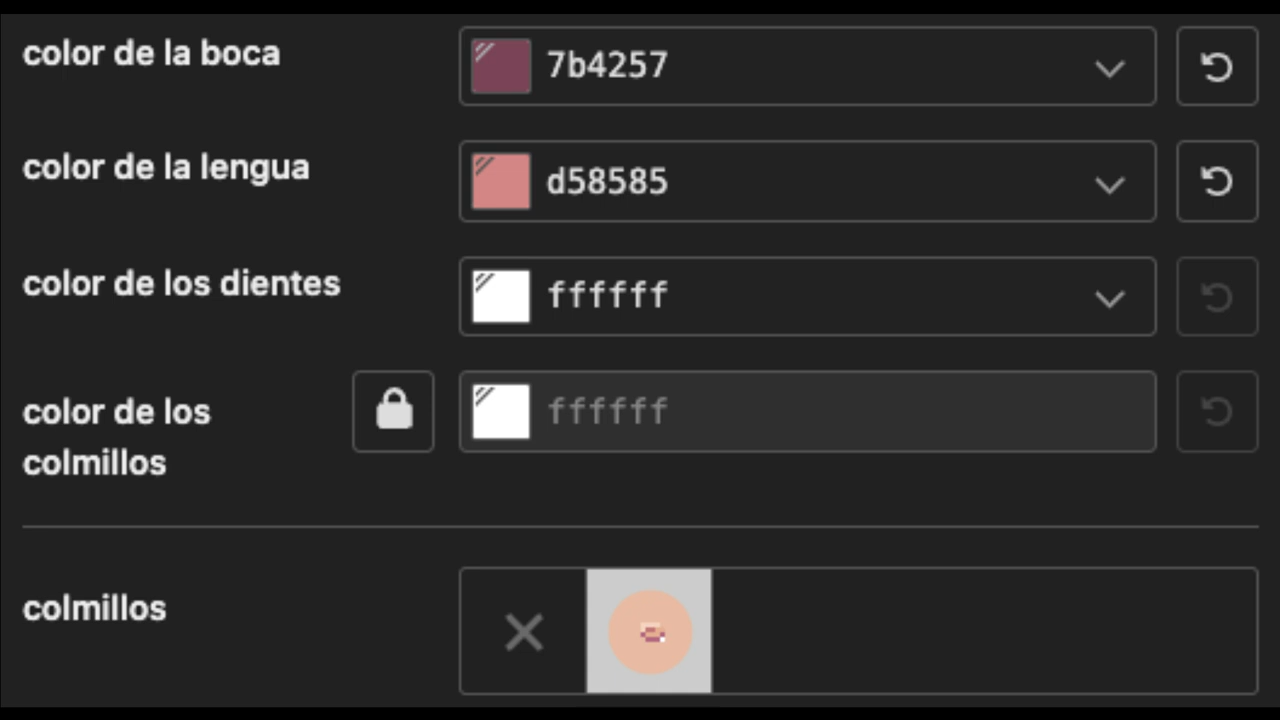 color de la boca
7b4257
color de la lengua
d58585
color de los dientes
ffffff
color de los
colmillos
ffffff
colmillos